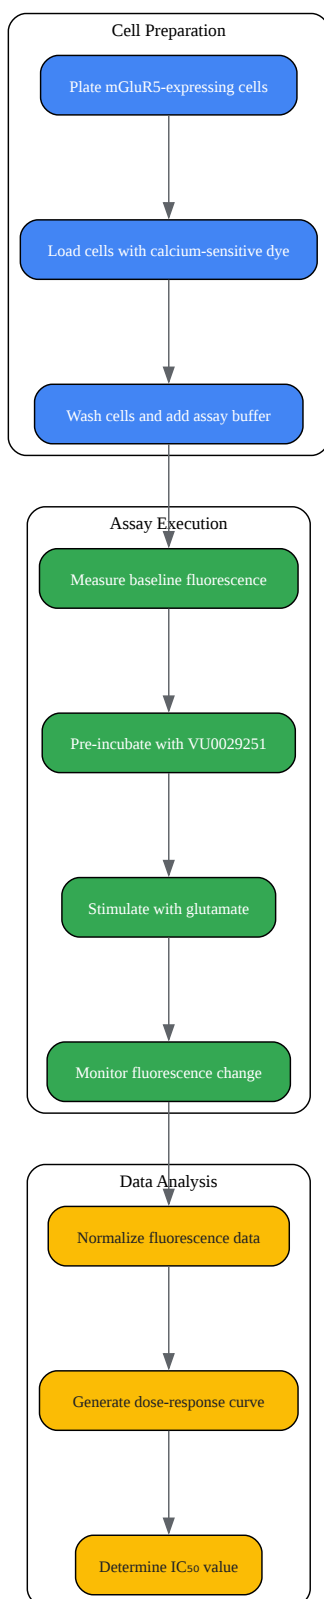 Cell Preparation
Plate mGluR5-expressing cells
Load cells with calcium-sensitive dye
Wash cells and add assay buffer
Assay Execution
Measure baseline fluorescence
Pre-incubate with VU0029251
Stimulate with glutamate
Monitor fluorescence change
Data Analysis
Normalize fluorescence data
Generate dose-response curve
Determine IC₅₀ value